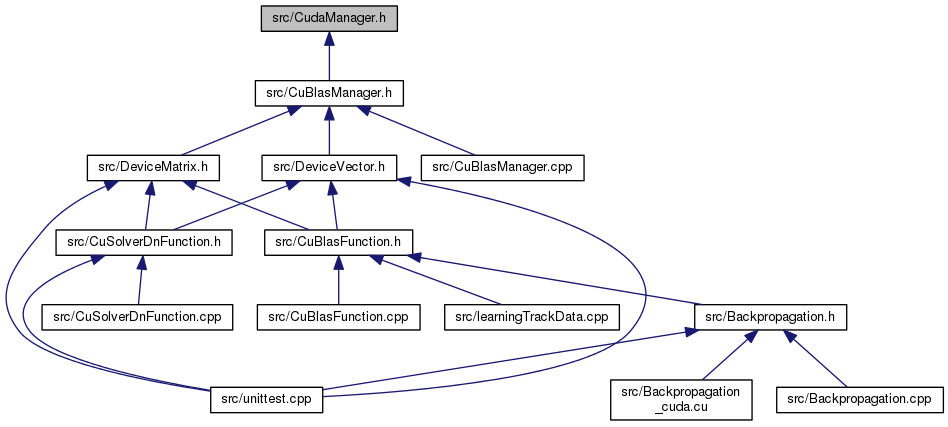 src/CudaManager.h
src/CuBlasManager.h
src/DeviceMatrix.h
src/DeviceVector.h
src/CuBlasManager.cpp
src/CuSolverDnFunction.h
src/CuBlasFunction.h
src/CuSolverDnFunction.cpp
src/CuBlasFunction.cpp
src/learningTrackData.cpp
src/Backpropagation.h
src/unittest.cpp
src/Backpropagation
_cuda.cu
src/Backpropagation.cpp